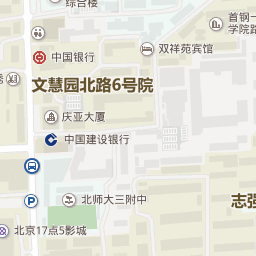 综合楼
首钢一
学院路
双祥苑宾馆
中国银行
文慧园北路6号院
庆亚大厦
中国建设银行
北师大三附中
志强
北京17点5影城